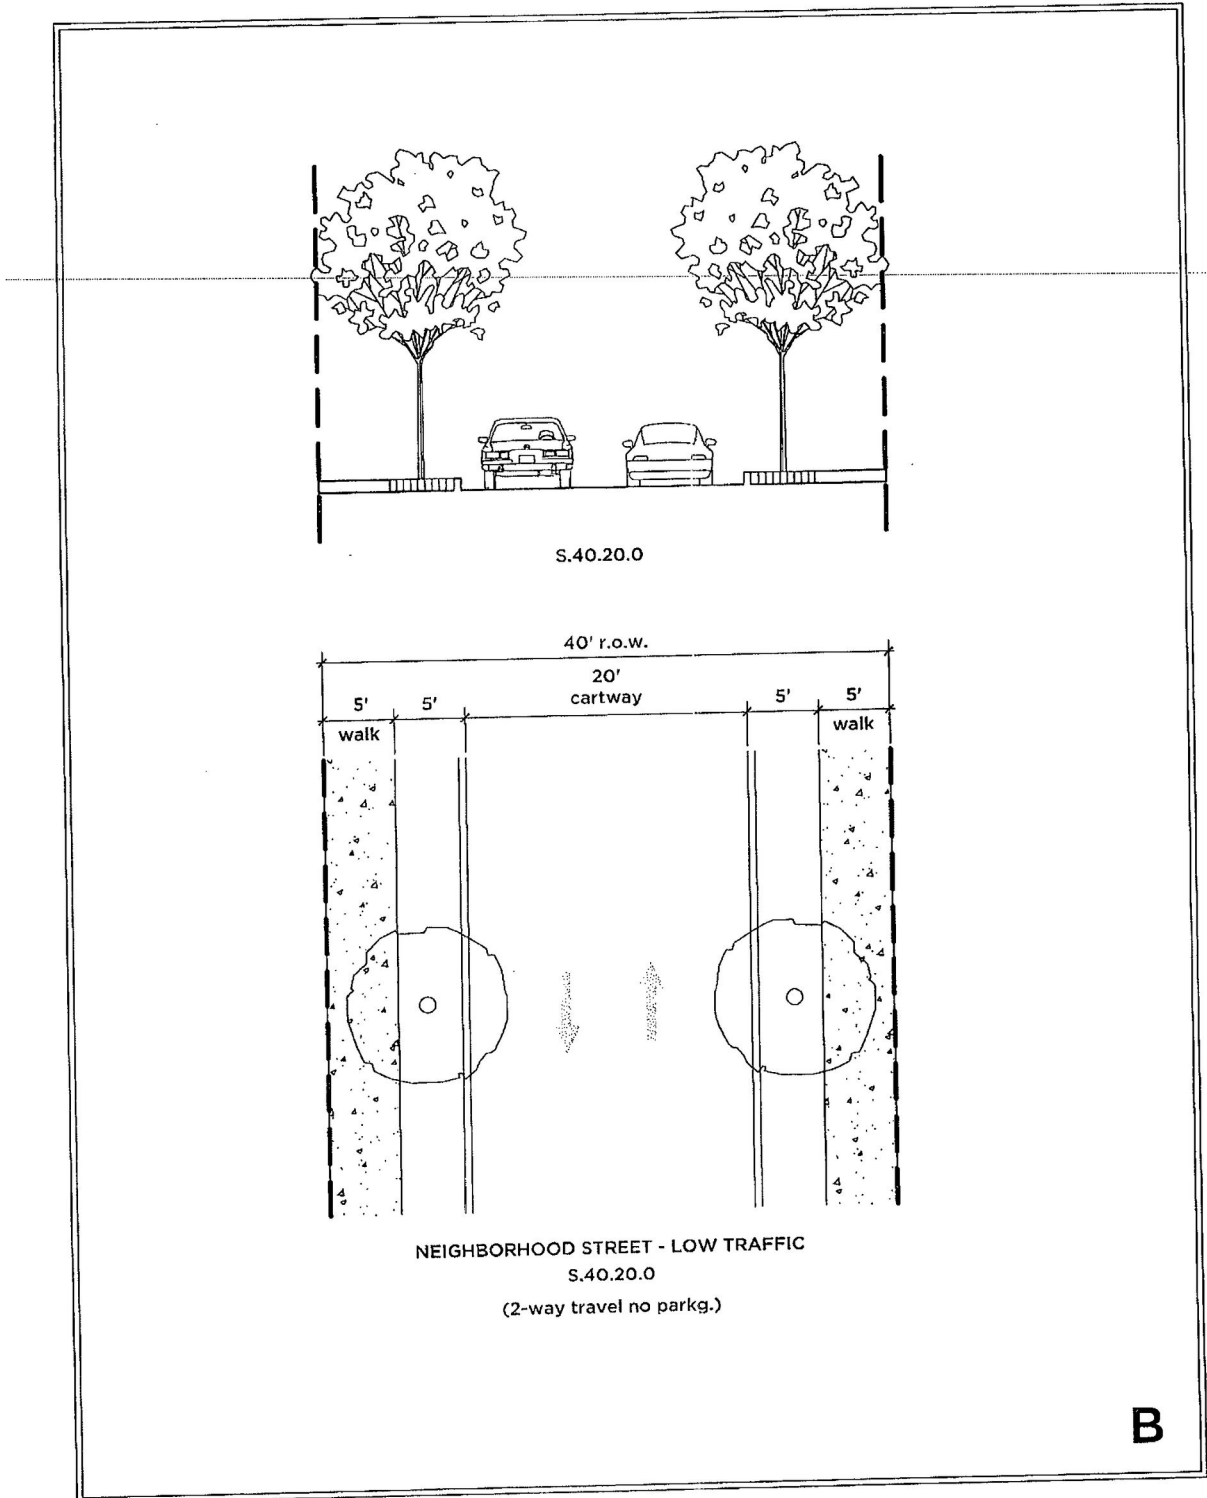 S.40.20.0
40' r.o.w.
20'
cartway
5'
walk
5'
5'
5'
walk
NEIGHBORHOOD STREET - LOW TRAFFIC
S.40.20.0
(2-way travel no parkg.)
B